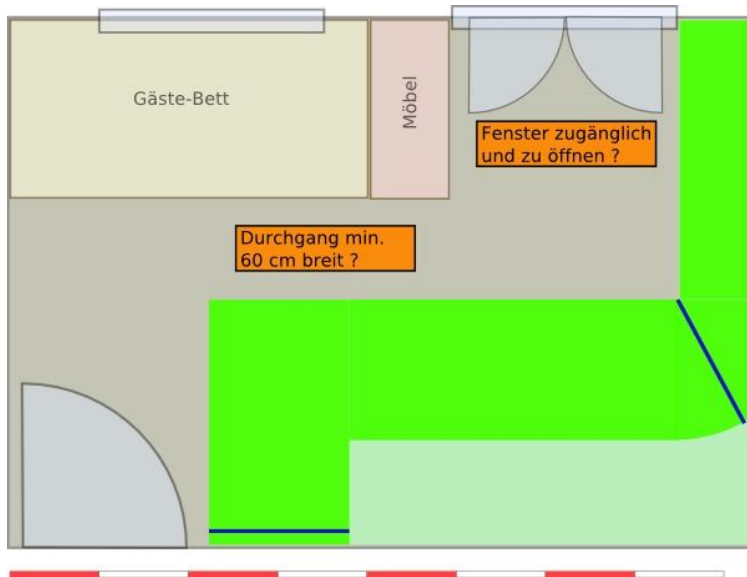 Gäste-Bett
Möbel
Fenster zugänglich
und zu öffnen ?
Durchgang min.
60 cm breit ?